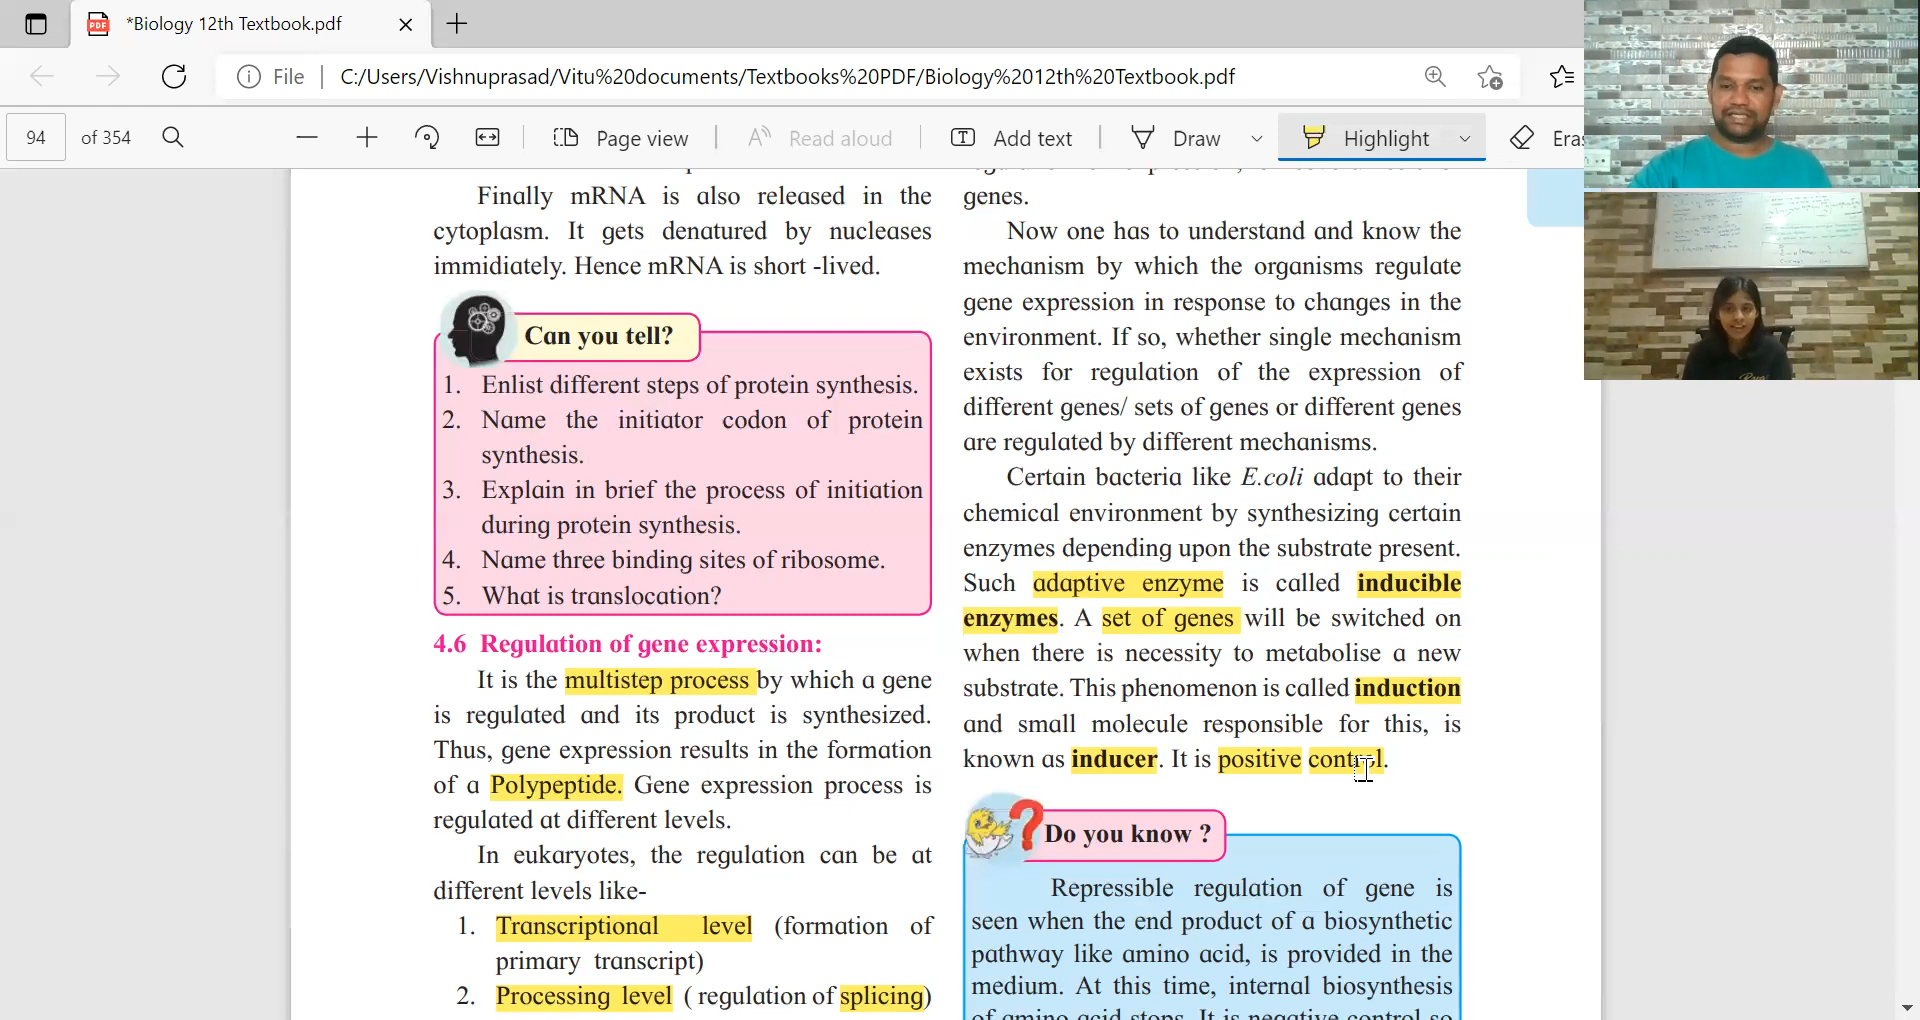 *Biology 12th Textbook.pdf
File
C:/Users/Vishnuprasad/Vitu%20documents/Textbooks%20PDF/Biology%2012th%20Textbook.pdf
94 of 354
Page view
Read aloud
Add text
Draw
Highlight
Eras
Finally mRNA is also released in the
cytoplasm. It gets denatured by nucleases
immidiately. Hence mRNA is short -lived.
Can you tell?
1. Enlist different steps of protein synthesis.
2. Name the initiator codon of protein
synthesis.
3. Explain in brief the process of initiation
during protein synthesis.
4. Name three binding sites of ribosome.
5. What is translocation?
4.6 Regulation of gene expression:
It is the multistep process by which a gene
is regulated and its product is synthesized.
Thus, gene expression results in the formation
of a Polypeptide. Gene expression process is
regulated at different levels.
In eukaryotes, the regulation can be at
different levels like-
1. Transcriptional level (formation of
primary transcript)
2. Processing level ( regulation of splicing)
genes.
Now one has to understand and know the
mechanism by which the organisms regulate
gene expression in response to changes in the
environment. If so, whether single mechanism
exists for regulation of the expression of
different genes/ sets of genes or different genes
are regulated by different mechanisms.
Certain bacteria like E.coli adapt to their
chemical environment by synthesizing certain
enzymes depending upon the substrate present.
Such adaptive enzyme is called inducible
enzymes. A set of genes will be switched on
when there is necessity to metabolise a new
substrate. This phenomenon is called induction
and small molecule responsible for this, is
known as inducer. It is positive control.
Do you know ?
Repressible regulation of gene is
seen when the end product of a biosynthetic
pathway like amino acid, is provided in the
medium. At this time, internal biosynthesis
of amino acid stops. It is negative control so